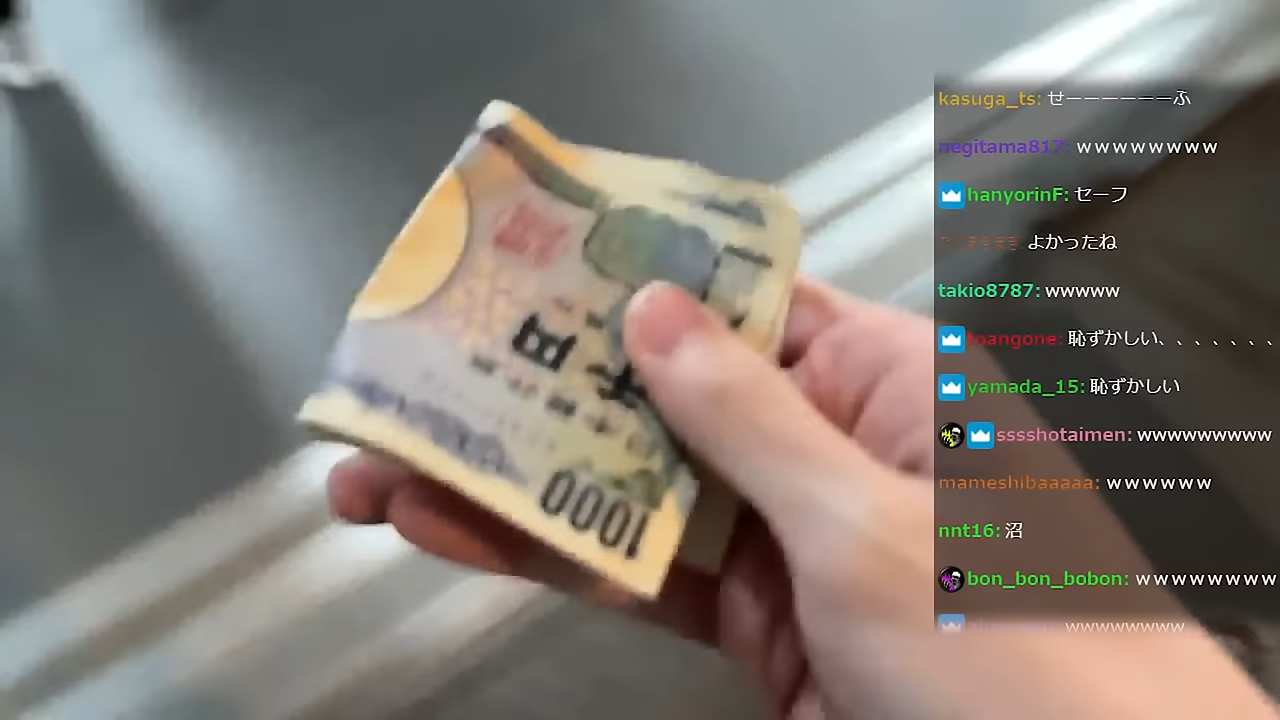 kasuga_ts: せーーーーーーふ
negitama817: ｗｗｗｗｗｗｗｗ
hanyorinF: セーフ
よかったね
takio8787: wwwww
toangone: 恥ずかしい、、、、、、、
yamada_15: 恥ずかしい
sssshotaimen: wwwwwwwww
mameshibaaaaa: ｗｗｗｗｗｗ
nnt16: 沼
bon_bon_bobon: ｗｗｗｗｗｗｗｗ
wwwwwwww
1000